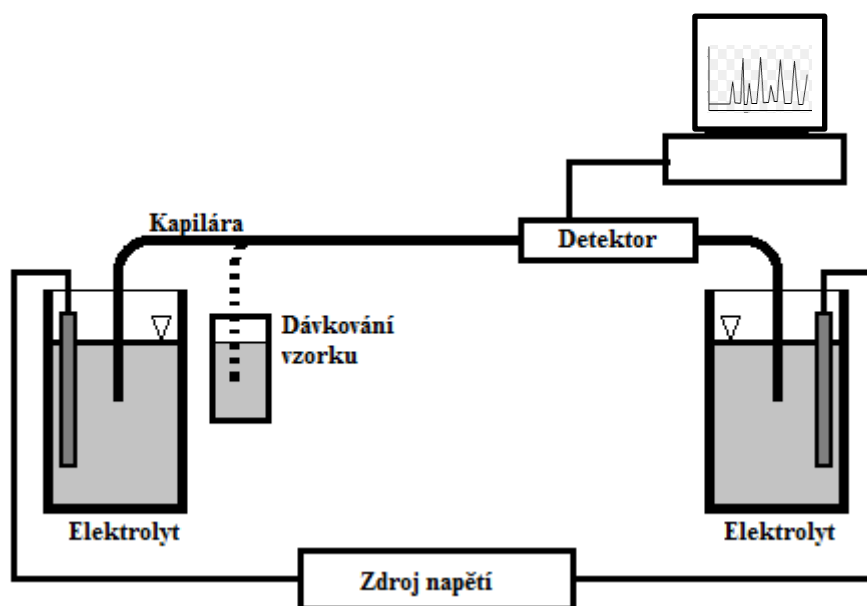 Kapilára
Detektor
Dávkování
vzorku
Elektrolyt
Elektrolyt
Zdroj napětí